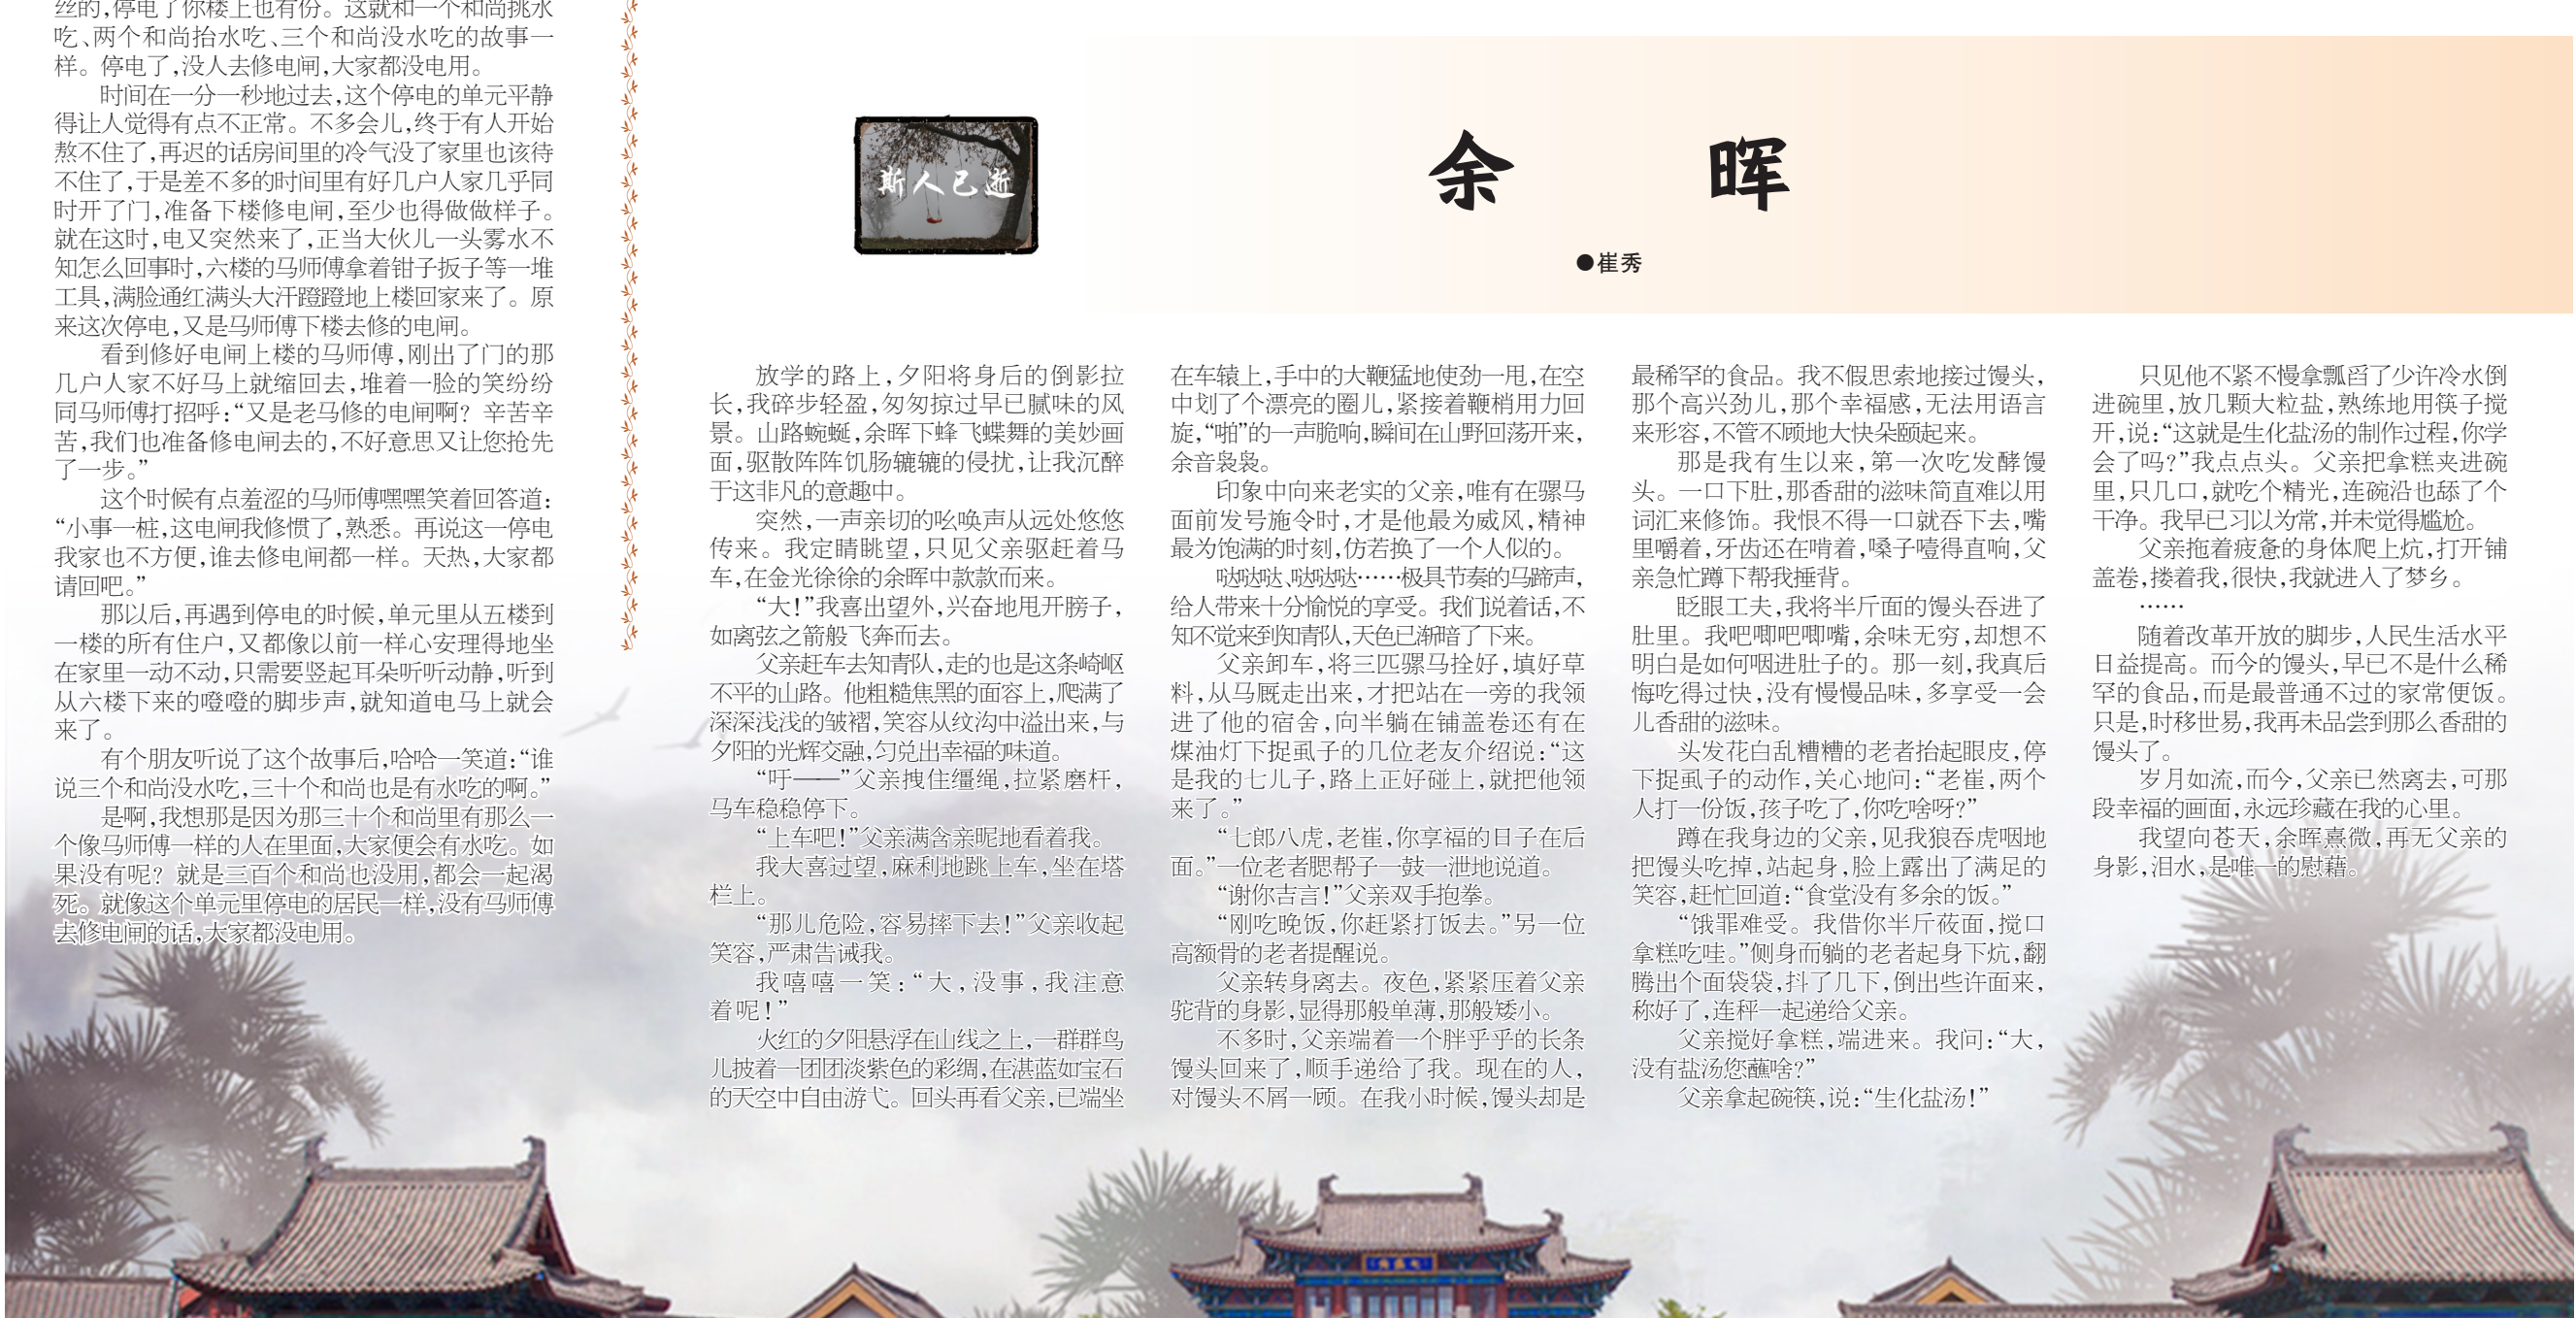 丝的,停电了你楼上也有份。这就和一个和尚挑水
吃、两个和尚抬水吃、三个和尚没水吃的故事一
样。停电了,没人去修电闸,大家都没电用。
时间在一分一秒地过去,这个停电的单元平静
得让人觉得有点不正常。不多会儿,终于有人开始
熬不住了,再迟的话房间里的冷气没了家里也该待
不住了,于是差不多的时间里有好几户人家几乎同
时开了门,准备下楼修电闸,至少也得做做样子。
就在这时,电又突然来了,正当大伙儿一头雾水不
知怎么回事时,六楼的马师傅拿着钳子扳子等一堆
工具,满脸通红满头大汗蹬蹬地上楼回家来了。原
来这次停电,又是马师傅下楼去修的电闸。
看到修好电闸上楼的马师傅,刚出了门的那
几户人家不好马上就缩回去,堆着一脸的笑纷纷
同马师傅打招呼:“又是老马修的电闸啊？辛苦辛
苦,我们也准备修电闸去的,不好意思又让您抢先
了一步。”
这个时候有点羞涩的马师傅嘿嘿笑着回答道:
“小事一桩,这电闸我修惯了,熟悉。再说这一停电
我家也不方便,谁去修电闸都一样。天热,大家都
请回吧。”
那以后,再遇到停电的时候,单元里从五楼到
一楼的所有住户,又都像以前一样心安理得地坐
在家里一动不动,只需要竖起耳朵听听动静,听到
从六楼下来的噔噔的脚步声,就知道电马上就会
来了。
有个朋友听说了这个故事后,哈哈一笑道:“谁
说三个和尚没水吃,三十个和尚也是有水吃的啊。”
是啊,我想那是因为那三十个和尚里有那么一
个像马师傅一样的人在里面,大家便会有水吃。如
果没有呢？就是三百个和尚也没用,都会一起渴
死。就像这个单元里停电的居民一样,没有马师傅
去修电闸的话,大家都没电用。
斯人已逝
余 晖
●崔秀
放学的路上,夕阳将身后的倒影拉
长,我碎步轻盈,匆匆掠过早已腻味的风
景。山路蜿蜒,余晖下蜂飞蝶舞的美妙画
面,驱散阵阵饥肠辘辘的侵扰,让我沉醉
于这非凡的意趣中。
突然,一声亲切的吆唤声从远处悠悠
传来。我定睛眺望,只见父亲驱赶着马
车,在金光徐徐的余晖中款款而来。
“大!”我喜出望外,兴奋地甩开膀子,
如离弦之箭般飞奔而去。
父亲赶车去知青队,走的也是这条崎岖
不平的山路。他粗糙焦黑的面容上,爬满了
深深浅浅的皱褶,笑容从纹沟中溢出来,与
夕阳的光辉交融,匀兑出幸福的味道。
“吁——”父亲拽住缰绳,拉紧磨杆,
马车稳稳停下。
“上车吧!”父亲满含亲昵地看着我。
我大喜过望,麻利地跳上车,坐在塔
栏上。
“那儿危险,容易摔下去!”父亲收起
笑容,严肃告诫我。
我嘻嘻一笑:“大,没事,我注意
着呢!”
火红的夕阳悬浮在山线之上,一群群鸟
儿披着一团团淡紫色的彩绸,在湛蓝如宝石
的天空中自由游弋。回头再看父亲,已端坐
在车辕上,手中的大鞭猛地使劲一甩,在空
中划了个漂亮的圈儿,紧接着鞭梢用力回
旋,“啪”的一声脆响,瞬间在山野回荡开来,
余音袅袅。
印象中向来老实的父亲,唯有在骡马
面前发号施令时,才是他最为威风,精神
最为饱满的时刻,仿若换了一个人似的。
哒哒哒、哒哒哒……极具节奏的马蹄声,
给人带来十分愉悦的享受。我们说着话,不
知不觉来到知青队,天色已渐暗了下来。
父亲卸车,将三匹骡马拴好,填好草
料,从马厩走出来,才把站在一旁的我领
进了他的宿舍,向半躺在铺盖卷还有在
煤油灯下捉虱子的几位老友介绍说:“这
是我的七儿子,路上正好碰上,就把他领
来了。”
“七郎八虎,老崔,你享福的日子在后
面。”一位老者腮帮子一鼓一泄地说道。
“谢你吉言!”父亲双手抱拳。
“刚吃晚饭,你赶紧打饭去。”另一位
高额骨的老者提醒说。
父亲转身离去。夜色,紧紧压着父亲
驼背的身影,显得那般单薄,那般矮小。
不多时,父亲端着一个胖乎乎的长条
馒头回来了,顺手递给了我。现在的人,
对馒头不屑一顾。在我小时候,馒头却是
最稀罕的食品。我不假思索地接过馒头,
那个高兴劲儿,那个幸福感,无法用语言
来形容,不管不顾地大快朵颐起来。
那是我有生以来,第一次吃发酵馒
头。一口下肚,那香甜的滋味简直难以用
词汇来修饰。我恨不得一口就吞下去,嘴
里嚼着,牙齿还在啃着,嗓子噎得直响,父
亲急忙蹲下帮我捶背。
眨眼工夫,我将半斤面的馒头吞进了
肚里。我吧唧吧唧嘴,余味无穷,却想不
明白是如何咽进肚子的。那一刻,我真后
悔吃得过快,没有慢慢品味,多享受一会
儿香甜的滋味。
头发花白乱糟糟的老者抬起眼皮,停
下捉虱子的动作,关心地问:“老崔,两个
人打一份饭,孩子吃了,你吃啥呀?”
蹲在我身边的父亲,见我狼吞虎咽地
把馒头吃掉,站起身,脸上露出了满足的
笑容,赶忙回道:“食堂没有多余的饭。”
“饿罪难受。我借你半斤莜面,搅口
拿糕吃哇。”侧身而躺的老者起身下炕,翻
腾出个面袋袋,抖了几下,倒出些许面来,
称好了,连秤一起递给父亲。
父亲搅好拿糕,端进来。我问:“大,
没有盐汤您蘸啥?”
父亲拿起碗筷,说:“生化盐汤!”
只见他不紧不慢拿瓢舀了少许冷水倒
进碗里,放几颗大粒盐,熟练地用筷子搅
开,说:“这就是生化盐汤的制作过程,你学
会了吗?”我点点头。父亲把拿糕夹进碗
里,只几口,就吃个精光,连碗沿也舔了个
干净。我早已习以为常,并未觉得尴尬。
父亲拖着疲惫的身体爬上炕,打开铺
盖卷,搂着我,很快,我就进入了梦乡。
……
随着改革开放的脚步,人民生活水平
日益提高。而今的馒头,早已不是什么稀
罕的食品,而是最普通不过的家常便饭。
只是,时移世易,我再未品尝到那么香甜的
馒头了。
岁月如流,而今,父亲已然离去,可那
段幸福的画面,永远珍藏在我的心里。
我望向苍天,余晖熹微,再无父亲的
身影,泪水,是唯一的慰藉。